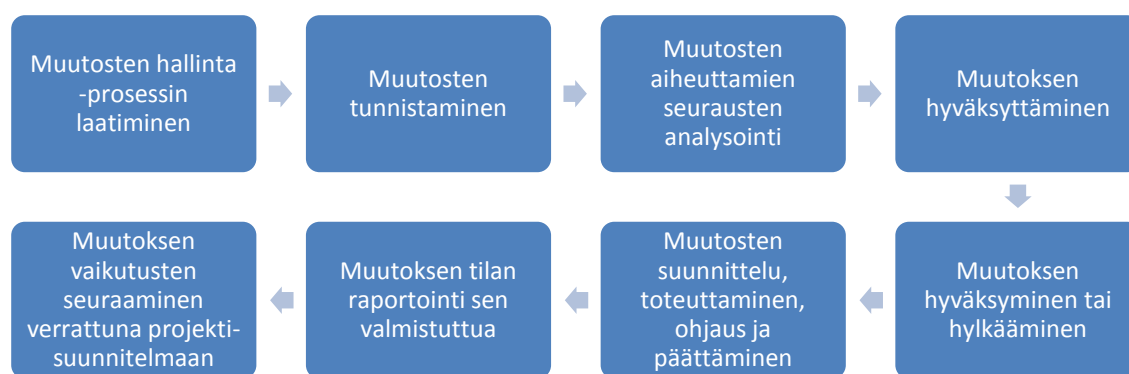 Muutosten hallinta
-prosessin
laatiminen
Muutosten
tunnistaminen
Muutosten
aiheuttamien
seurausten
analysointi
Muutoksen
hyväksyttäminen
Muutoksen
hyväksyminen tai
hylkääminen
Muutosten
suunnittelu,
toteuttaminen,
ohjaus ja
päättäminen
Muutoksen tilan
raportointi sen
valmistuttua
Muutoksen
vaikutusten
seuraaminen
verrattuna projekti-
suunnitelmaan